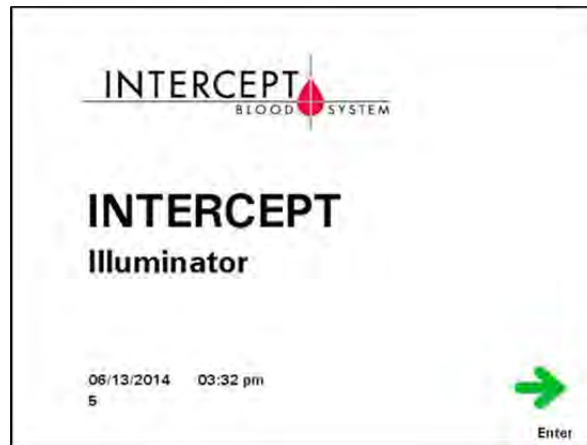 INTERCEPT
BLOOD SYSTEM
INTERCEPT
Illuminator
06/13/2014 03:32 pm
5
Enter